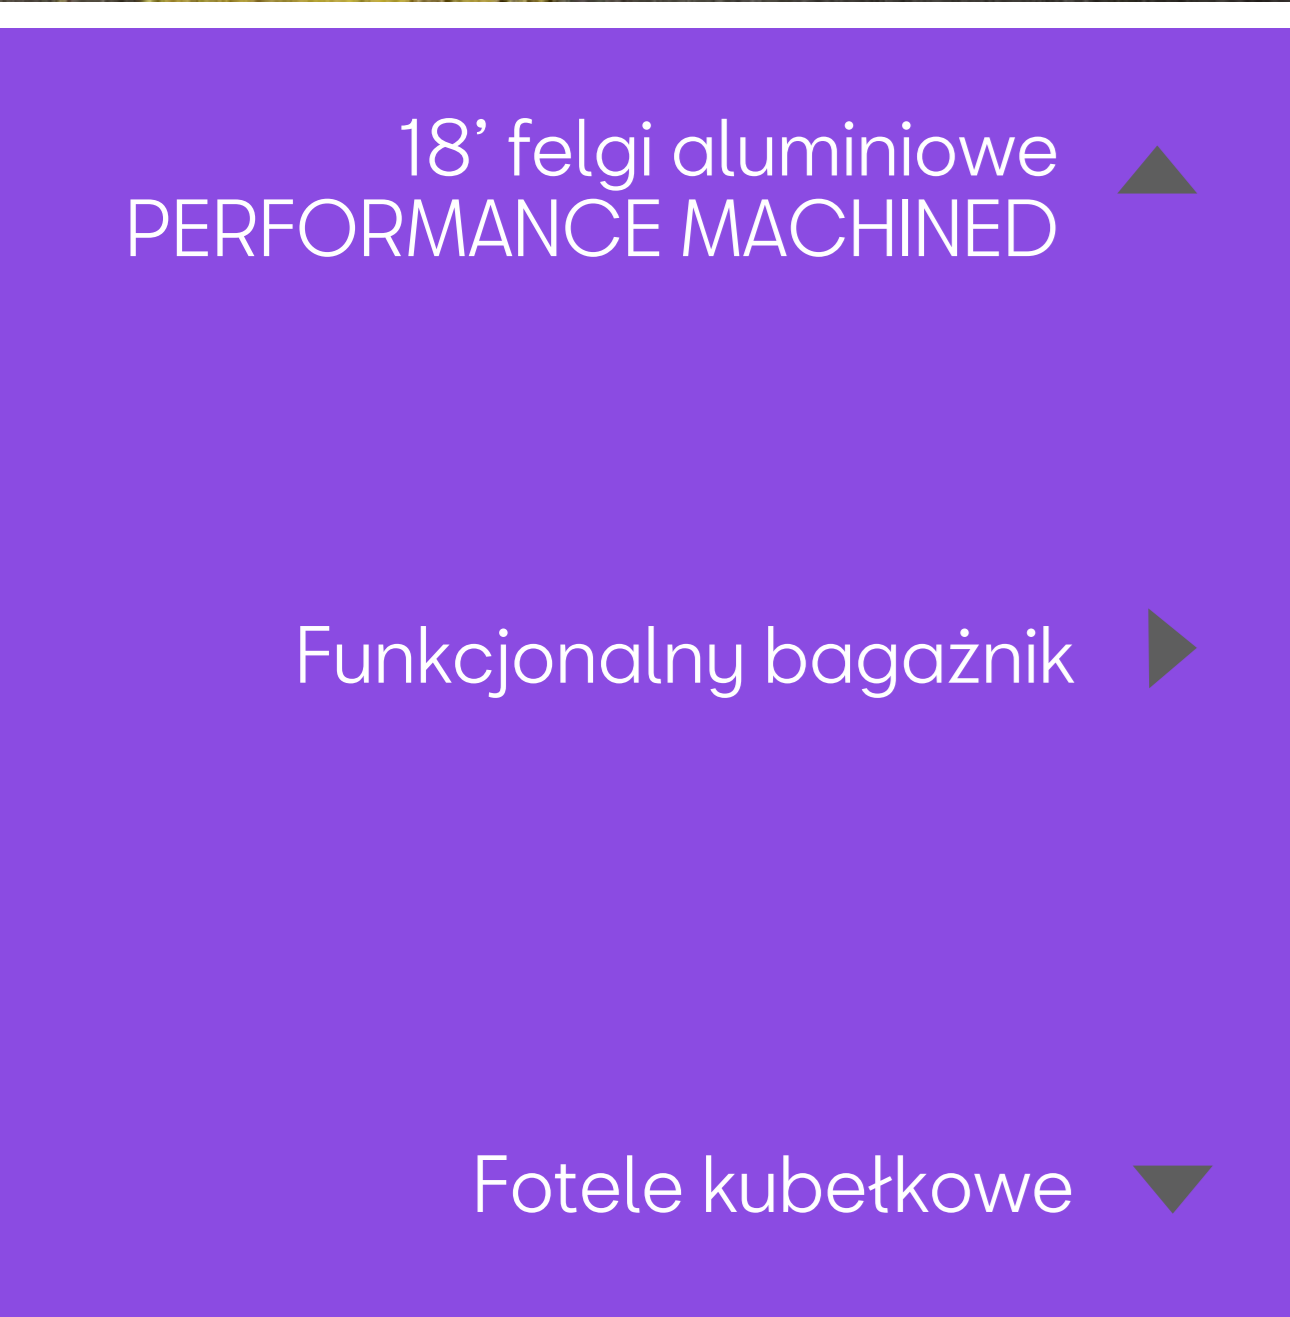 18’ felgi aluminiowe
PERFORMANCE MACHINED
Funkcjonalny bagażnik
Fotele kubełkowe